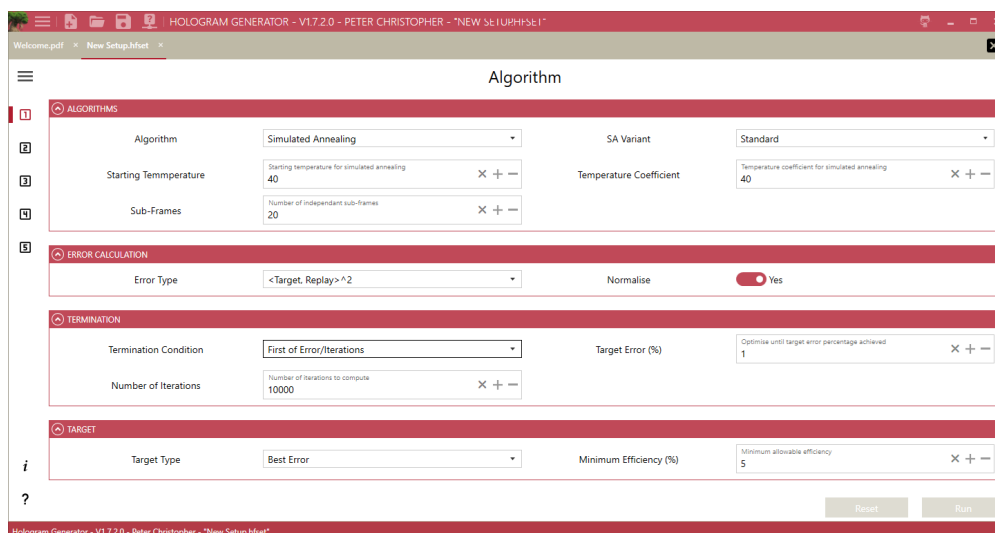 HOLOGRAM GENERATOR - V1.7.2.0 - PETER CHRISTOPHER - "NEW SETUP.HFSET"
Welcome.pdf × New Setup.hfset ×
Algorithm
1
ALGORITHMS
Algorithm Simulated Annealing SA Variant Standard
2
Starting temperature for simulated annealing Temperature coefficient for simulated annealing
3 Starting Temmperature 40 Temperature Coefficient 40
Number of independant sub-frames
4 Sub-Frames 20
5
ERROR CALCULATION
Error Type <Target, Replay>^2 Normalise Yes
TERMINATION
Optimise until target error percentage achieved
Termination Condition First of Error/Iterations Target Error (%) 1
Number of iterations to compute
Number of Iterations 10000
TARGET
Minimum allowable efficiency
i Target Type Best Error Minimum Efficiency (%) 5
?
Reset Run
Hologram Generator - V1.7.2.0 - Peter Christopher - "New Setup.hfset"